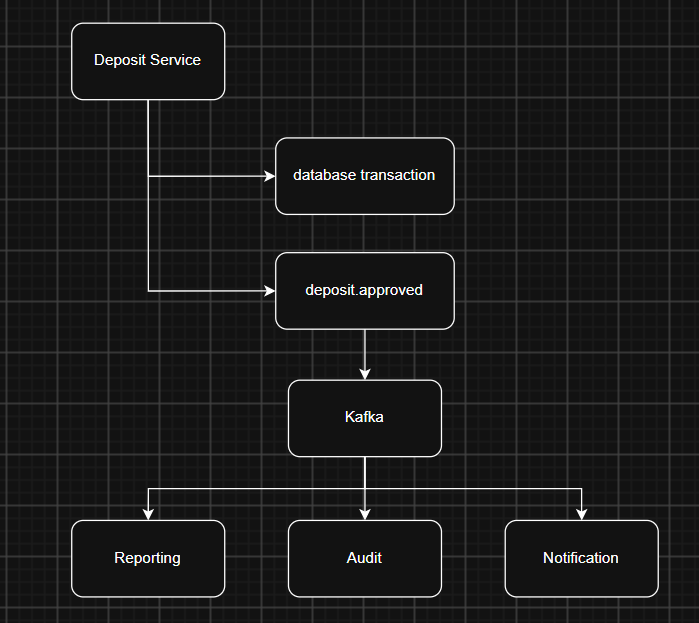 Deposit Service
database transaction
deposit.approved
Kafka
Reporting
Audit
Notification